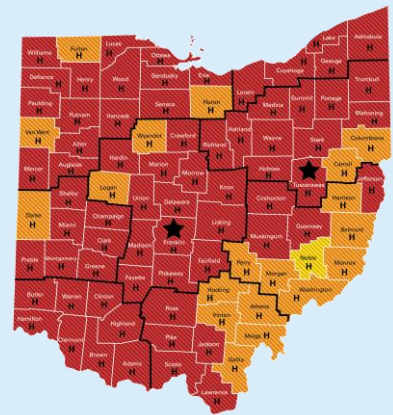 Williams
H
Fulton
H
Lucas
H
Ottawa
H
Lake
H
Ashtabula
H
Geauga
H
Cuyahoga
H
Defiance
H
Henry
H
Wood
H
Sandusky
H
Erie
H
Lorain
H
Trumbull
H
Paulding
H
Seneca
H
Huron
H
Medina
H
Summit
H
Portage
H
Mahoning
H
Putnam
H
Hancock
H
Van Wert
H
Wyandot
H
Crawford
H
Richland
H
Ashland
H
Wayne
H
Stark
H
Columbiana
H
Allen
H
Hardin
H
Mercer
H
Auglaize
H
Marion
H
Morrow
H
Holmes
H
Tuscarawas
H
Carroll
H
Jefferson
H
Shelby
H
Logan
H
Union
H
Delaware
H
Knox
H
Coshocton
H
Harrison
H
Darke
H
Miami
H
Champaign
H
Licking
H
Muskingum
H
Guernsey
H
Belmont
H
Clark
H
Madison
H
Franklin
H
Fairfield
H
Perry
H
Noble
H
Monroe
H
Preble
H
Montgomery
H
Greene
H
Fayette
H
Pickaway
H
Morgan
H
Washington
H
Hocking
H
Athens
H
Butler
H
Warren
H
Clinton
H
Ross
H
Vinton
H
Meigs
H
Hamilton
H
Highland
H
Pike
H
Jackson
H
Gallia
H
Clermont
H
Brown
H
Adams
H
Scioto
H
Lawrence
H